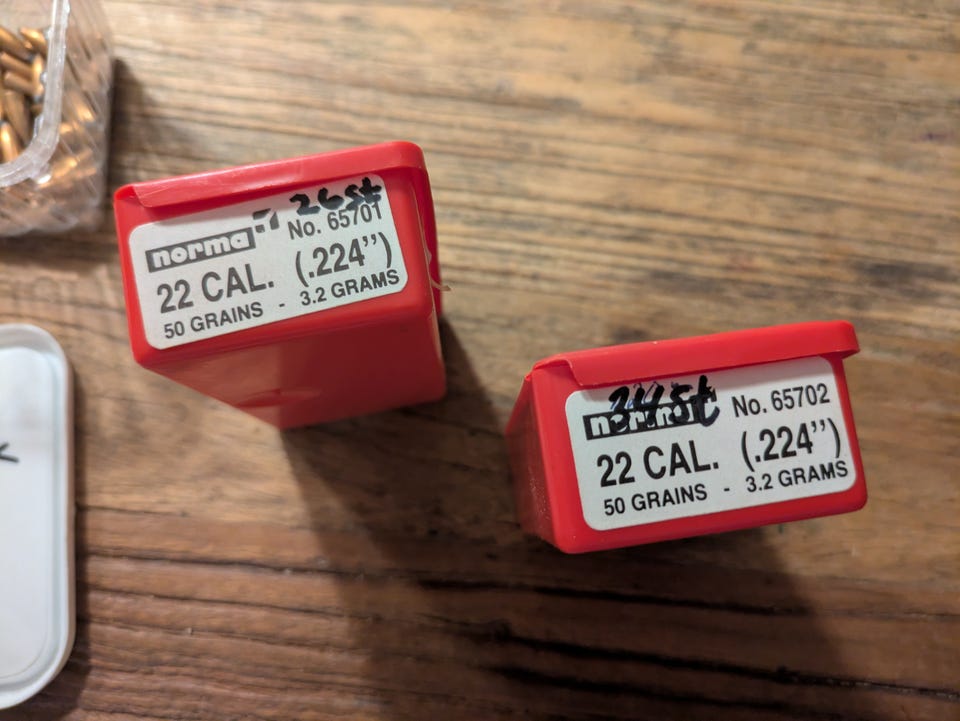 26st
norma No. 65701
22 CAL. (.224")
50 GRAINS - 3.2 GRAMS
34st
norma No. 65702
22 CAL. (.224")
50 GRAINS - 3.2 GRAMS